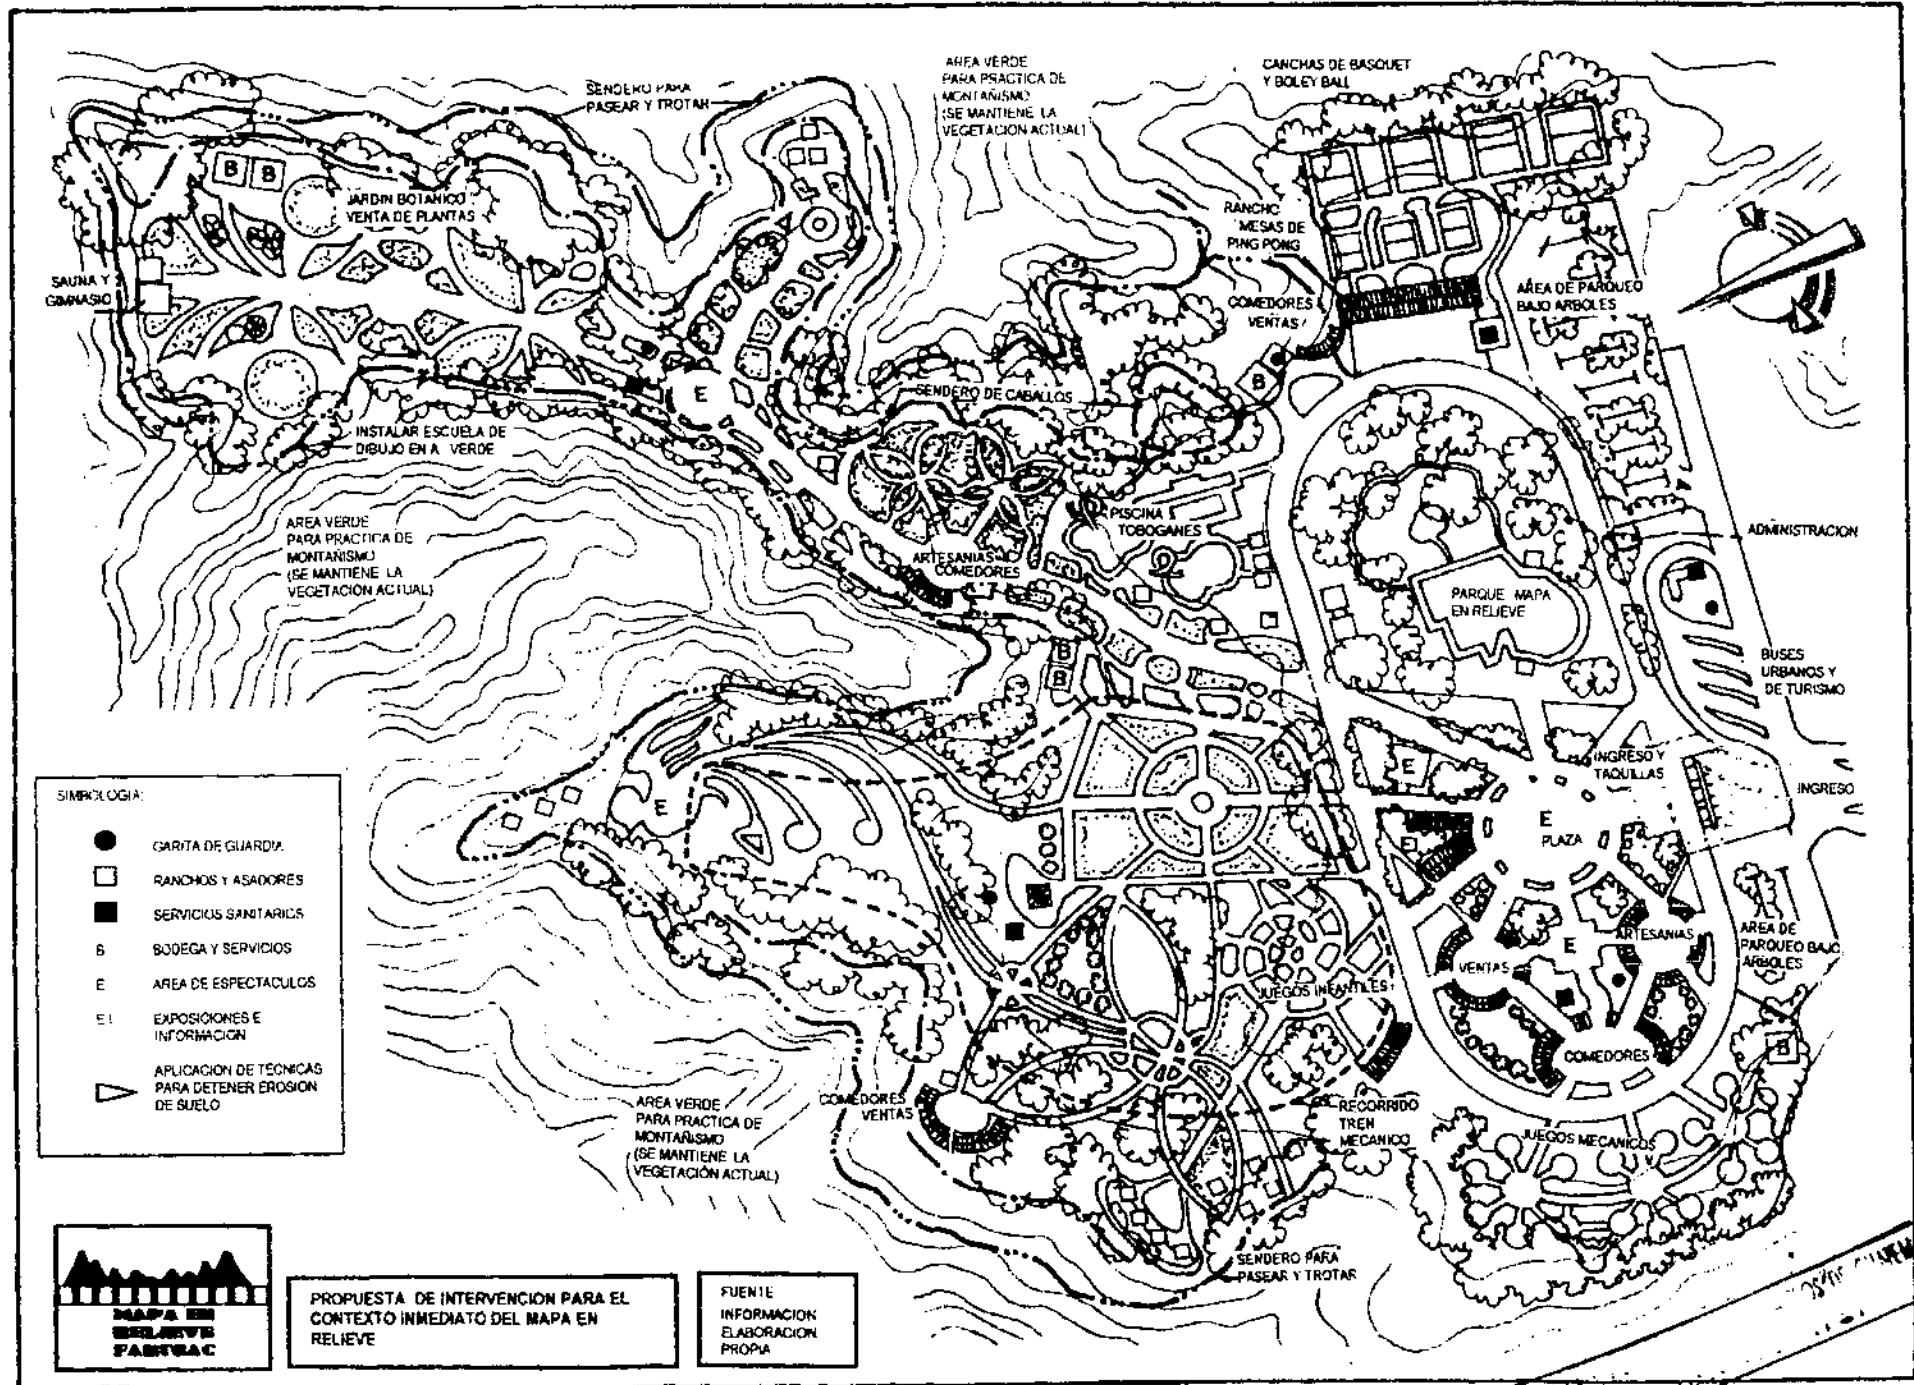 SENDERO PARA
PASEAR Y TROTAR
AREA VERDE
PARA PRACTICA DE
MONTAÑISMO
(SE MANTIENE LA
VEGETACION ACTUAL)
CANCHAS DE BASQUET
Y BOLEY BALL
B B
JARDIN BOTANICO
VENTA DE PLANTAS
RANCHO
MESAS DE
PING PONG
SAUNA Y
GIMNASIO
COMEDORES
VENTAS
AREA DE PARQUEO
BAJO ARBOLES
E
SENDERO DE CABALLOS
B
INSTALAR ESCUELA DE
DIBUJO EN A. VERDE
PISCINA
TOBOGANES
AREA VERDE
PARA PRACTICA DE
MONTAÑISMO
(SE MANTIENE LA
VEGETACION ACTUAL)
ARTESANIAS
COMEDORES
ADMINISTRACION
PARQUE MAPA
EN RELIEVE
B
B
BUSES
URBANOS Y
DE TURISMO
INGRESO Y
TAQUILLAS
INGRESO
E
E
E
PLAZA
E
ARTESANIAS
AREA DE
PARQUEO BAJO
ARBOLES
VENTAS
JUEGOS INFANTILES
COMEDORES
B
SIMBOLOGIA:
GARITA DE GUARDIA
RANCHOS Y ASADORES
SERVICIOS SANITARIOS
B BODEGA Y SERVICIOS
E AREA DE ESPECTACULOS
E I EXPOSICIONES E
INFORMACION
APLICACION DE TECNICAS
PARA DETENER EROSION
DE SUELO
COMEDORES
VENTAS
RECORRIDO
TREN
MECANICO
JUEGOS MECANICOS
AREA VERDE
PARA PRACTICA DE
MONTAÑISMO
(SE MANTIENE LA
VEGETACIÓN ACTUAL)
SENDERO PARA
PASEAR Y TROTAR
MAPA EN
RELIEVE
PROPUESTA DE INTERVENCION PARA EL
CONTEXTO INMEDIATO DEL MAPA EN
RELIEVE
FUENTE
INFORMACION
ELABORACION
PROPIA